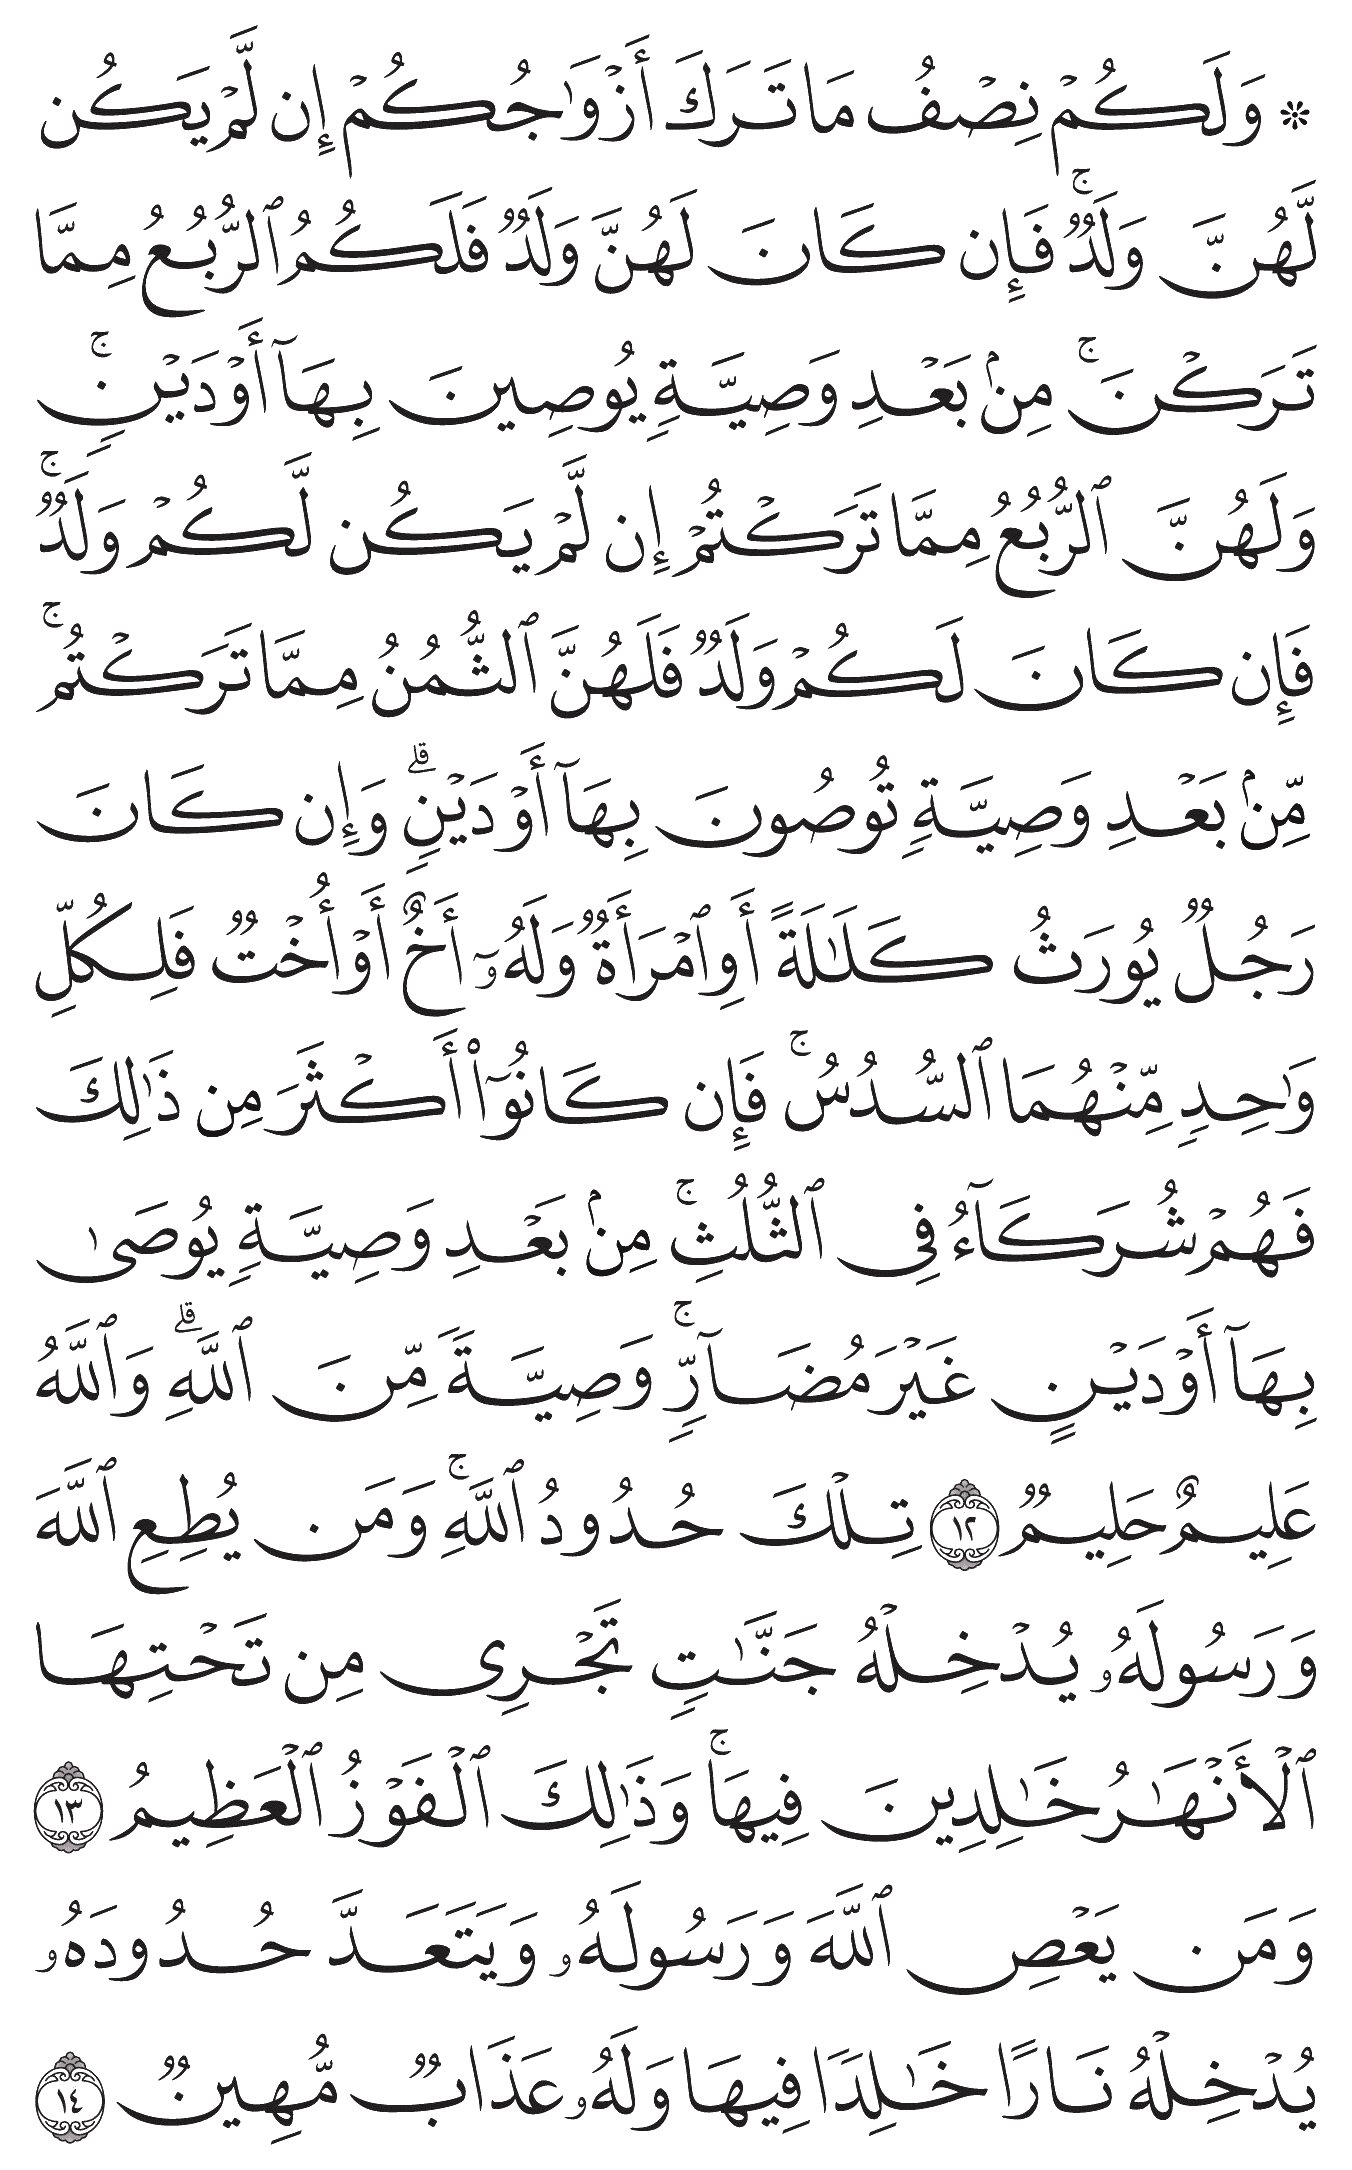 ۞ وَلَكُمۡ نِصۡفُ مَا تَرَكَ أَزۡوَٰجُكُمۡ إِن لَّمۡ يَكُن
لَّهُنَّ وَلَدٞۚ فَإِن كَانَ لَهُنَّ وَلَدٞ فَلَكُمُ ٱلرُّبُعُ مِمَّا
تَرَكۡنَۚ مِنۢ بَعۡدِ وَصِيَّةٖ يُوصِينَ بِهَآ أَوۡ دَيۡنٖۚ
وَلَهُنَّ ٱلرُّبُعُ مِمَّا تَرَكۡتُمۡ إِن لَّمۡ يَكُن لَّكُمۡ وَلَدٞۚ
فَإِن كَانَ لَكُمۡ وَلَدٞ فَلَهُنَّ ٱلثُّمُنُ مِمَّا تَرَكۡتُمۚ
مِّنۢ بَعۡدِ وَصِيَّةٖ تُوصُونَ بِهَآ أَوۡ دَيۡنٖۗ وَإِن كَانَ
رَجُلٞ يُورَثُ كَلَٰلَةً أَوِ ٱمۡرَأَةٞ وَلَهُۥٓ أَخٌ أَوۡ أُخۡتٞ فَلِكُلِّ
وَٰحِدٖ مِّنۡهُمَا ٱلسُّدُسُۚ فَإِن كَانُوٓاْ أَكۡثَرَ مِن ذَٰلِكَ
فَهُمۡ شُرَكَآءُ فِي ٱلثُّلُثِۚ مِنۢ بَعۡدِ وَصِيَّةٖ يُوصَىٰ
بِهَآ أَوۡ دَيۡنٍ غَيۡرَ مُضَآرّٖۚ وَصِيَّةٗ مِّنَ ٱللَّهِۗ وَٱللَّهُ
عَلِيمٌ حَلِيمٞ ١٢ تِلۡكَ حُدُودُ ٱللَّهِۚ وَمَن يُطِعِ ٱللَّهَ
وَرَسُولَهُۥ يُدۡخِلۡهُ جَنَّٰتٖ تَجۡرِي مِن تَحۡتِهَا
ٱلۡأَنۡهَٰرُ خَٰلِدِينَ فِيهَاۚ وَذَٰلِكَ ٱلۡفَوۡزُ ٱلۡعَظِيمُ ١٣
وَمَن يَعۡصِ ٱللَّهَ وَرَسُولَهُۥ وَيَتَعَدَّ حُدُودَهُۥ
يُدۡخِلۡهُ نَارًا خَٰلِدٗا فِيهَا وَلَهُۥ عَذَابٞ مُّهِينٞ ١٤